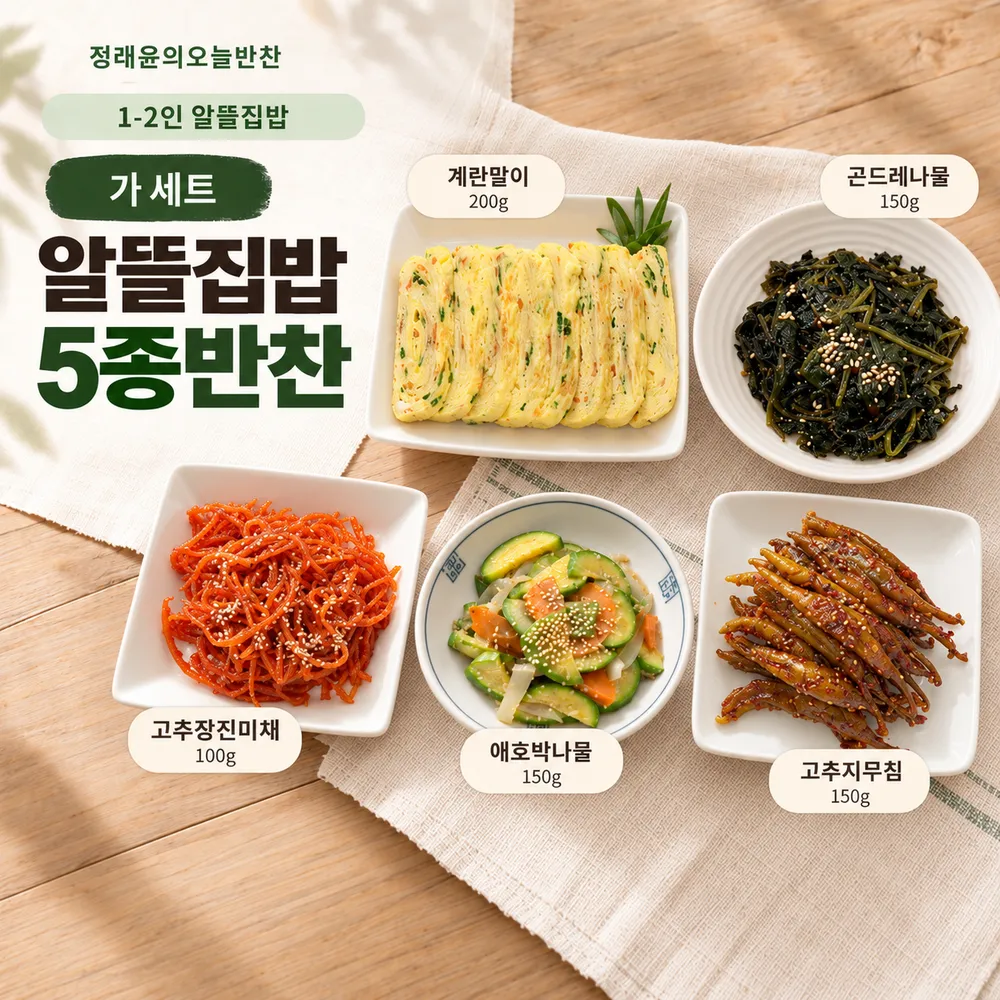 정래윤의오늘반찬
1-2인 알뜰집밥
가 세트
알뜰집밥
5종반찬
계란말이
200g
곤드레나물
150g
고추장진미채
100g
애호박나물
150g
고추지무침
150g